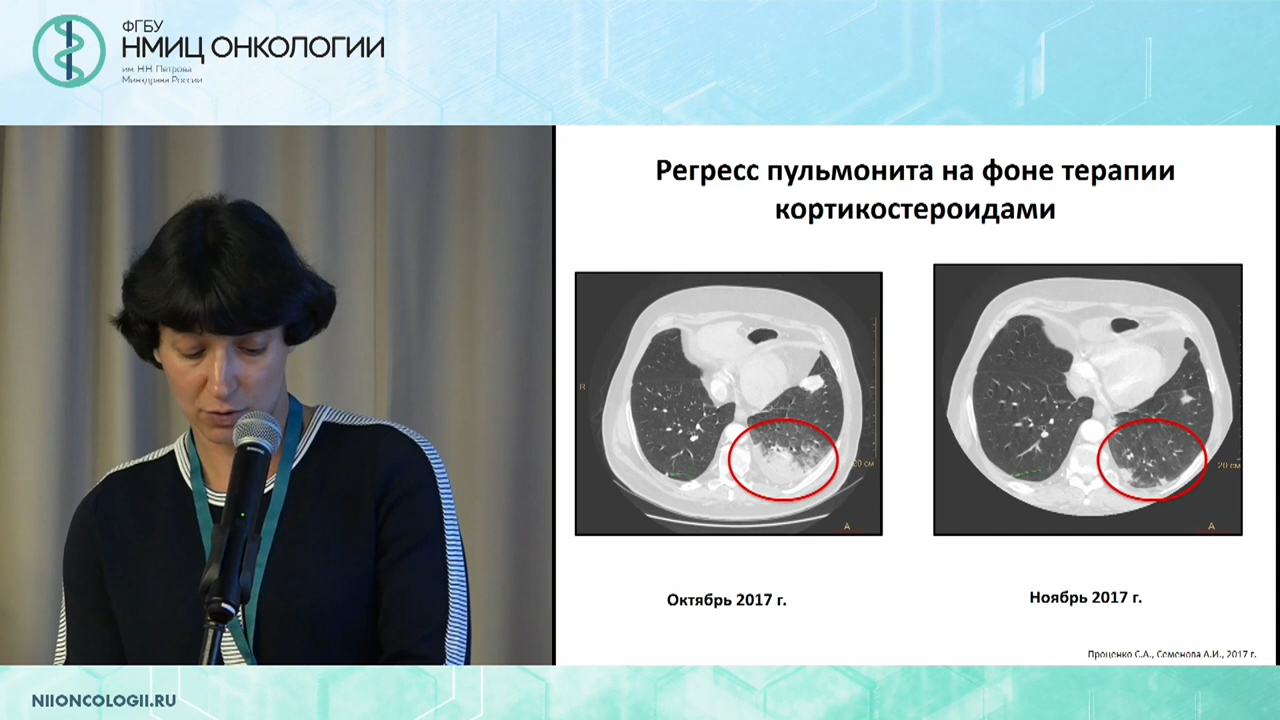 ФГБУ
НМИЦ ОНКОЛОГИИ
им. Н.Н. Петрова
Минздрава России
Регресс пульмонита на фоне терапии
кортикостероидами
R
20 см
A
20 см
A
Октябрь 2017 г.
Ноябрь 2017 г.
Проценко С.А., Семенова А.И., 2017 г.
NIIONCOLOGII.RU